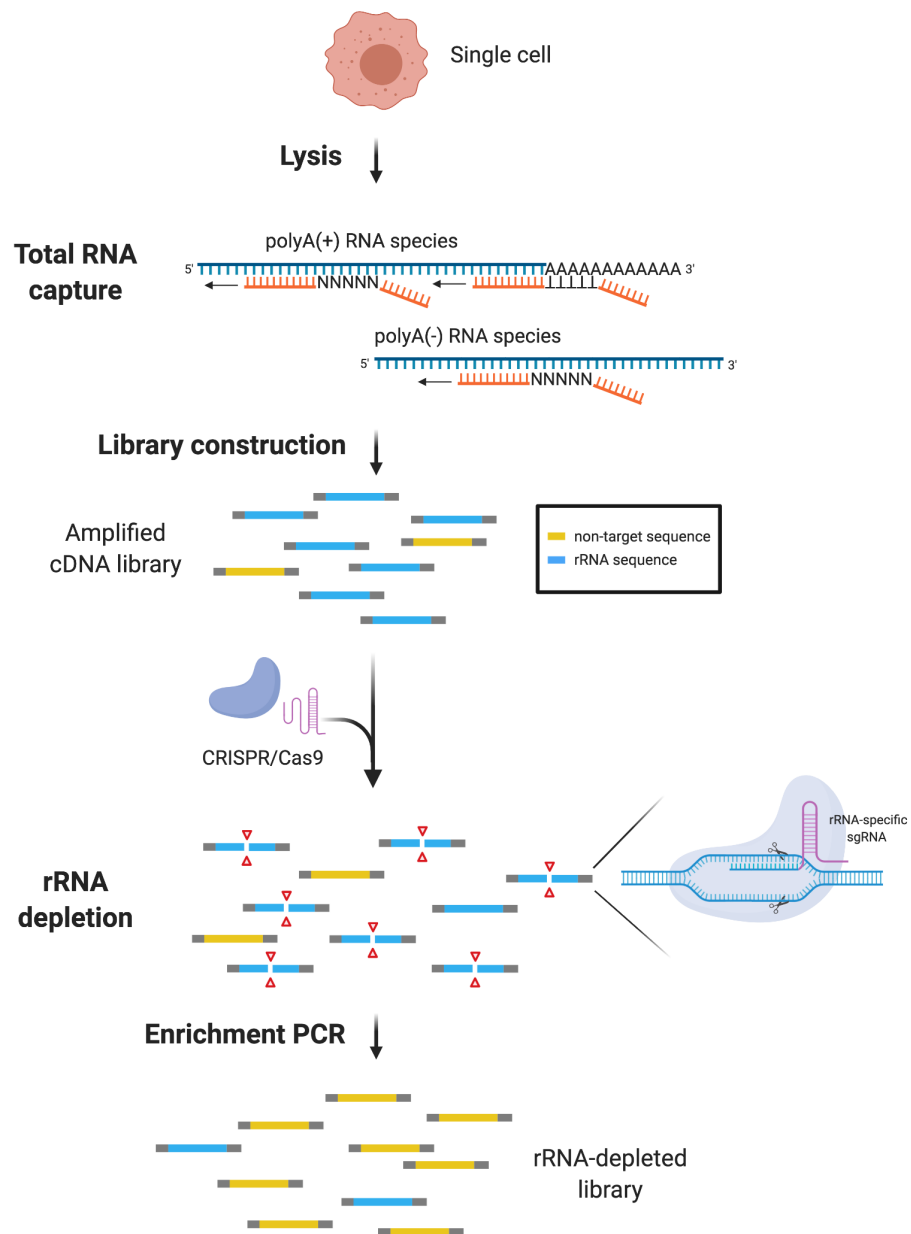 Single cell
Lysis
Total RNA
capture
polyA(+) RNA species
5'
AAAAAAAAAAAA
3'
NNNNN
polyA(-) RNA species
5'
3'
NNNNN
Library construction
Amplified
cDNA library
non-target sequence
rRNA sequence
CRISPR/Cas9
rRNA
depletion
rRNA-specific
sgRNA
Enrichment PCR
rRNA-depleted
library